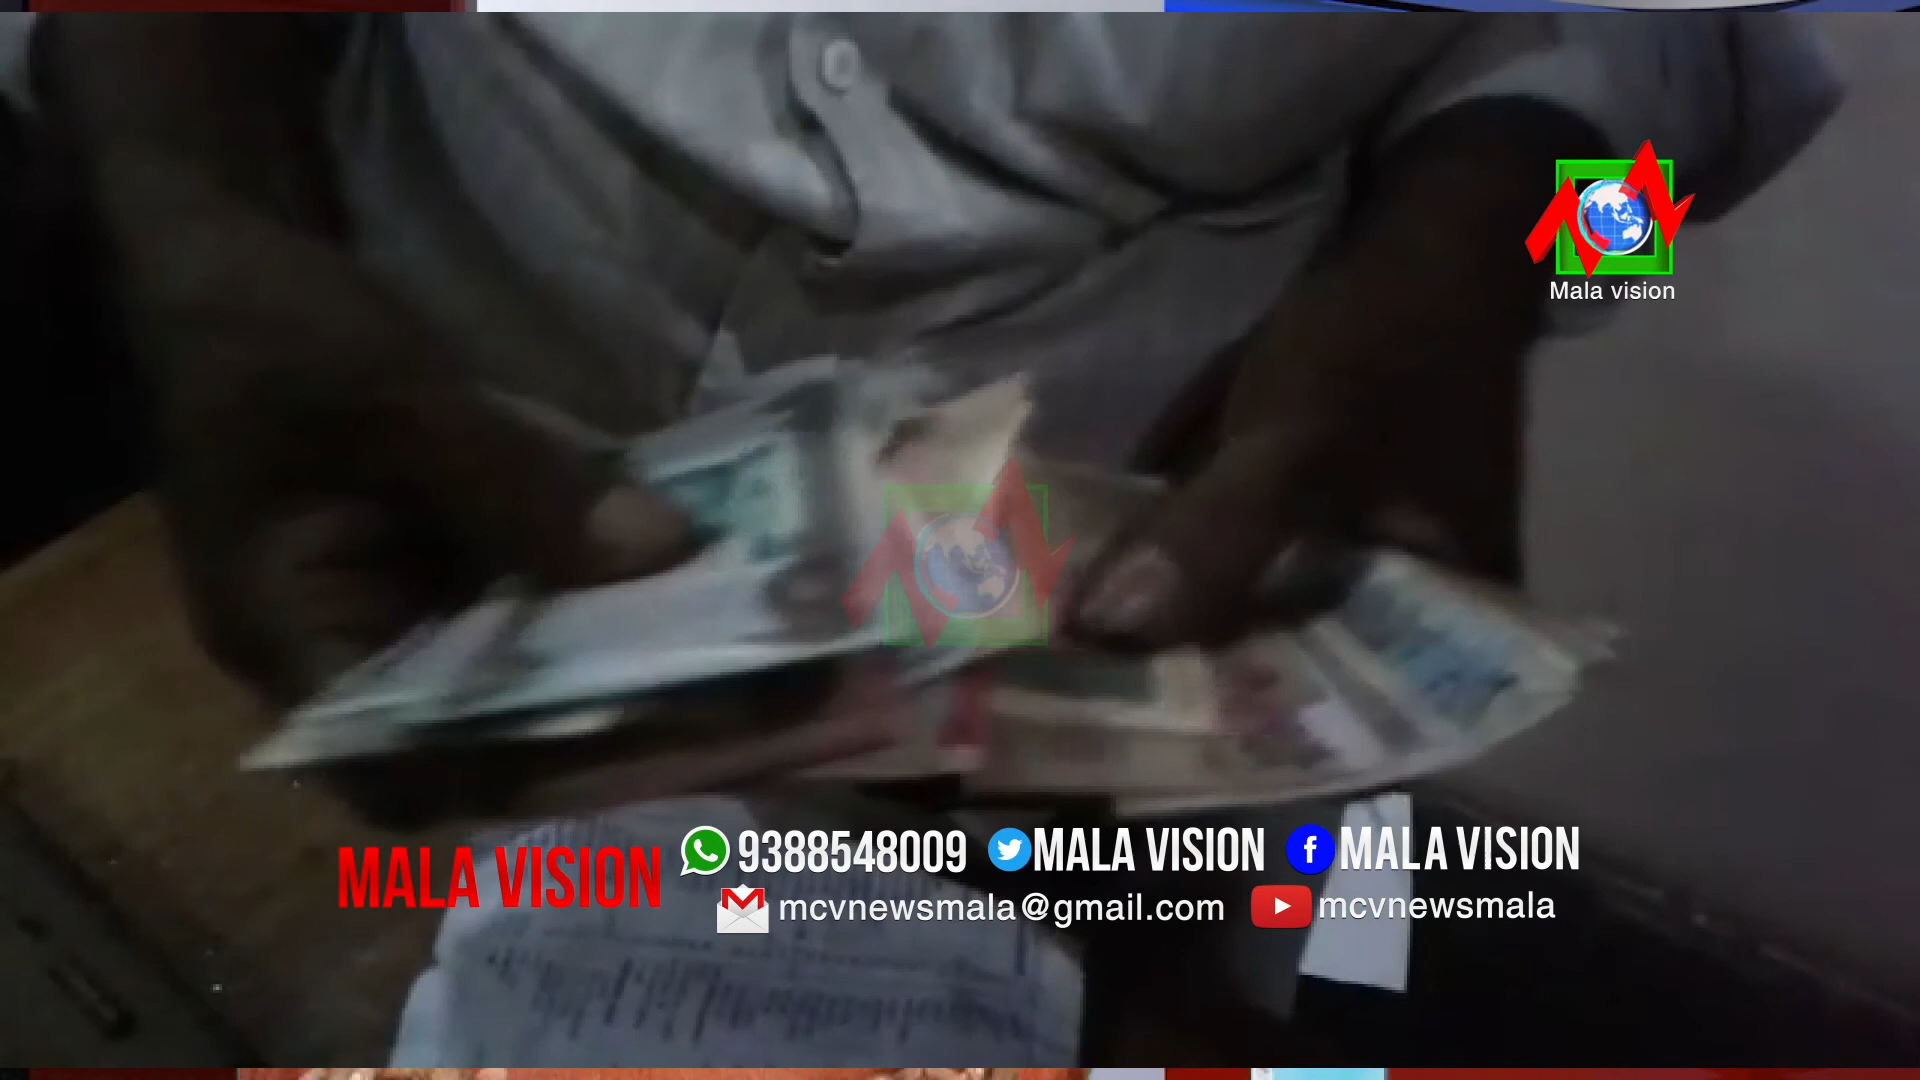 Mala vision
MALA VISION
9388548009 MALA VISION MALA VISION
mcvnewsmala@gmail.com mcvnewsmala